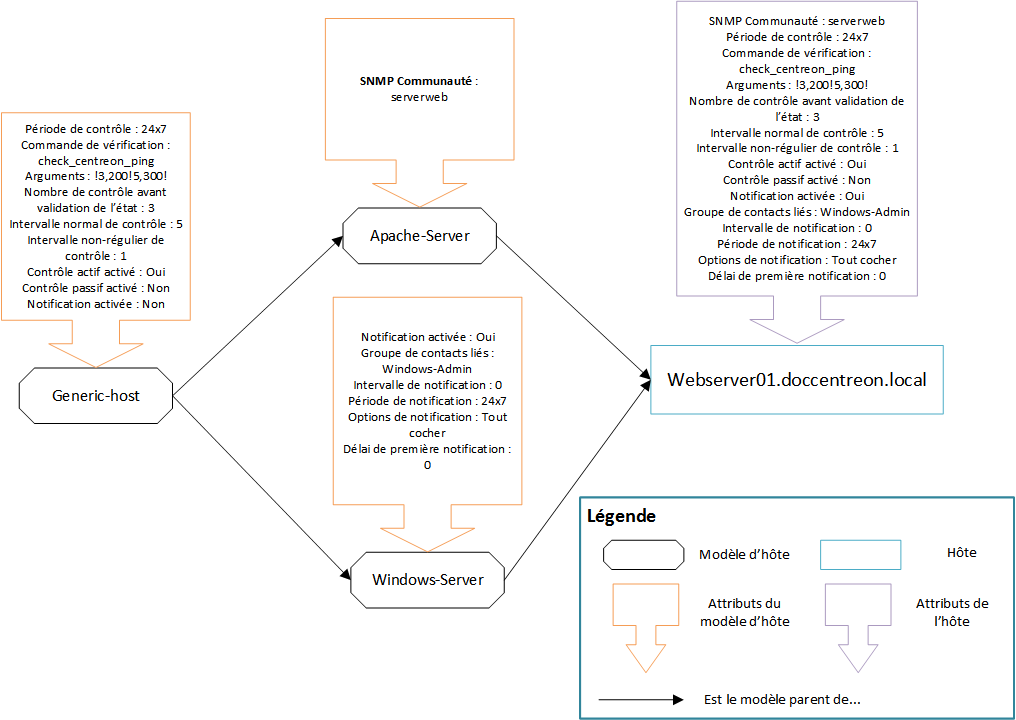 SNMP Communauté : serverweb
Période de contrôle : 24x7
Commande de vérification :
check_centreon_ping
Arguments : !3,200!5,300!
Nombre de contrôle avant validation de
l’état : 3
Intervalle normal de contrôle : 5
Intervalle non-régulier de contrôle : 1
Contrôle actif activé : Oui
Contrôle passif activé : Non
Notification activée : Oui
Groupe de contacts liés : Windows-Admin
Intervalle de notification : 0
Période de notification : 24x7
Options de notification : Tout cocher
Délai de première notification : 0
SNMP Communauté :
serverweb
Période de contrôle : 24x7
Commande de vérification :
check_centreon_ping
Arguments : !3,200!5,300!
Nombre de contrôle avant
validation de l’état : 3
Intervalle normal de contrôle : 5
Intervalle non-régulier de
contrôle : 1
Contrôle actif activé : Oui
Contrôle passif activé : Non
Notification activée : Non
Apache-Server
Notification activée : Oui
Groupe de contacts liés :
Windows-Admin
Intervalle de notification : 0
Période de notification : 24x7
Options de notification : Tout
cocher
Délai de première notification :
0
Generic-host
Webserver01.doccentreon.local
Windows-Server
Légende
Modèle d’hôte
Hôte
Attributs du
modèle d’hôte
Attributs de
l’hôte
Est le modèle parent de...